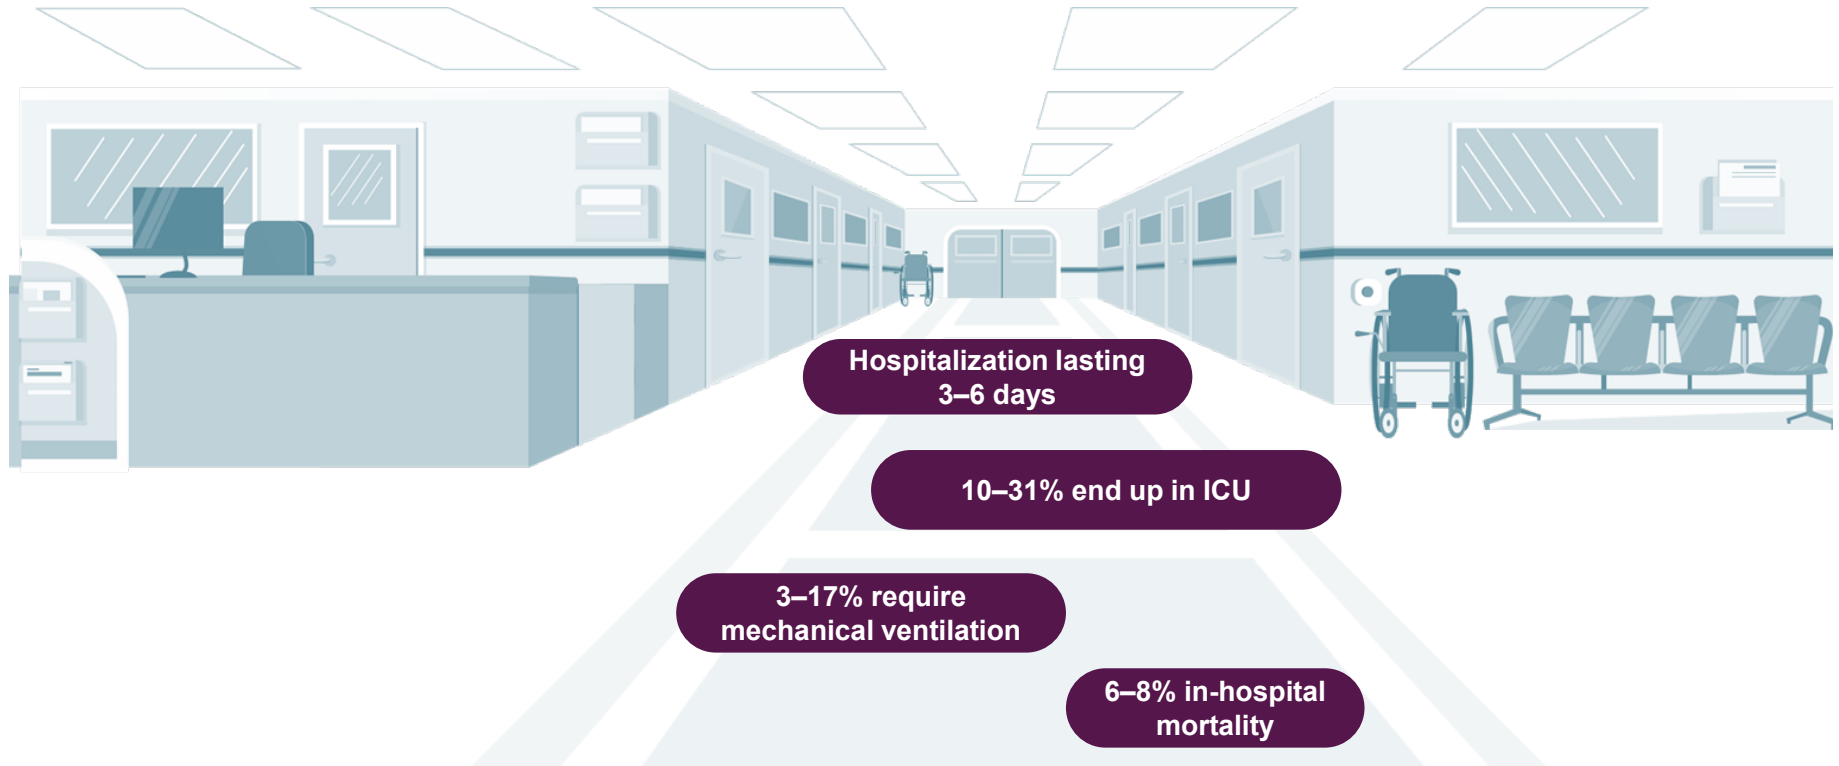 Hospitalization lasting
3–6 days
10–31% end up in ICU
3–17% require
mechanical ventilation
6–8% in-hospital
mortality